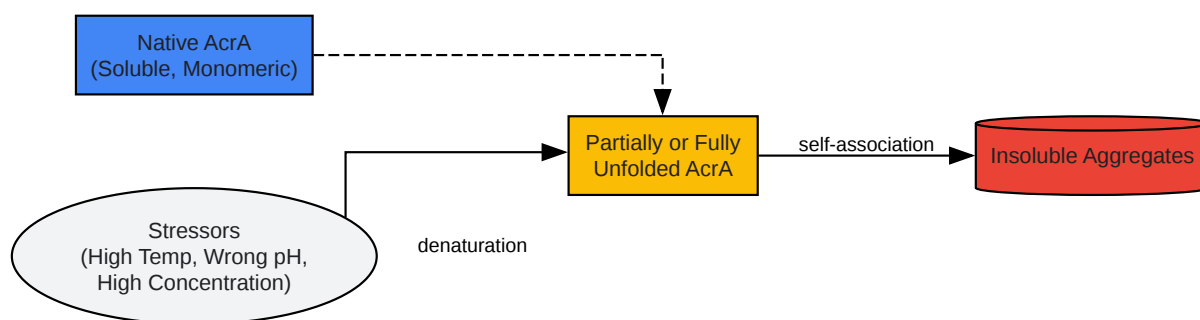 Native AcrA
(Soluble, Monomeric)
Partially or Fully
Unfolded AcrA
self-association
Insoluble Aggregates
Stressors
(High Temp, Wrong pH,
High Concentration)
denaturation